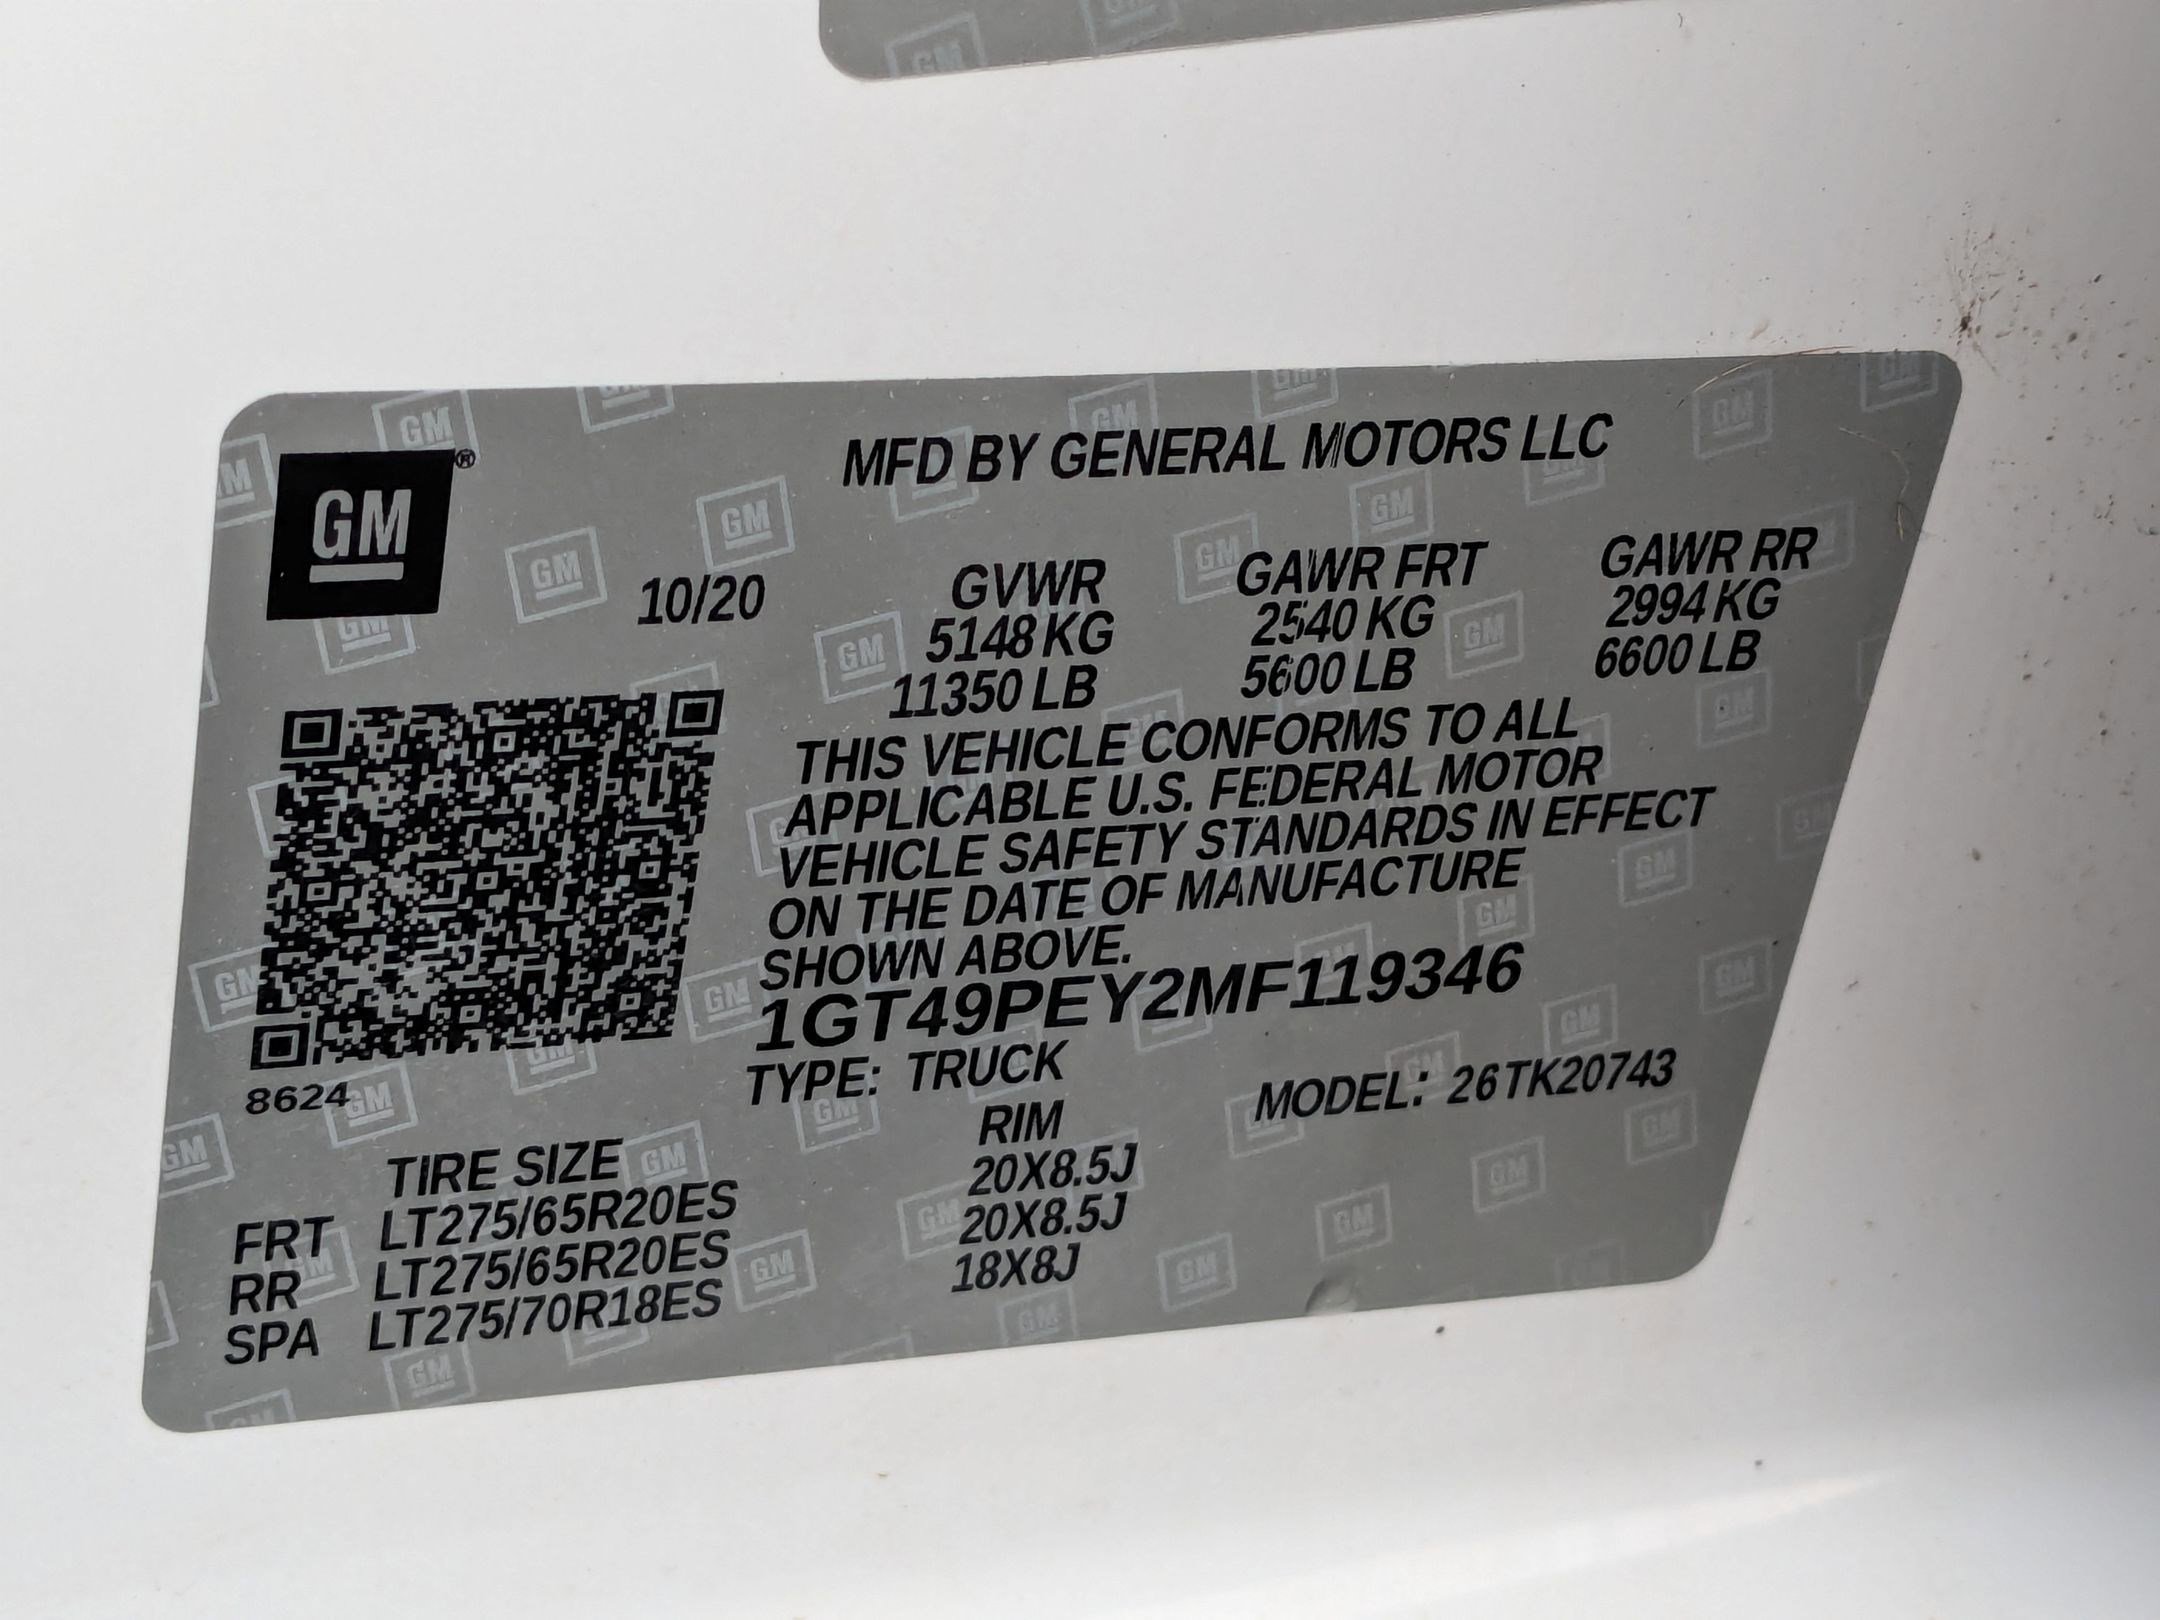 GM®
MFD BY GENERAL MOTORS LLC
10/20
GVWR GAWR FRT GAWR RR
5148 KG 2540 KG 2994 KG
11350 LB 5600 LB 6600 LB
THIS VEHICLE CONFORMS TO ALL
APPLICABLE U.S. FEDERAL MOTOR
VEHICLE SAFETY STANDARDS IN EFFECT
ON THE DATE OF MANUFACTURE
SHOWN ABOVE.
1GT49PEY2MF119346
8624
TYPE: TRUCK MODEL: 26TK20743
TIRE SIZE RIM
FRT LT275/65R20ES 20X8.5J
RR LT275/65R20ES 20X8.5J
SPA LT275/70R18ES 18X8J